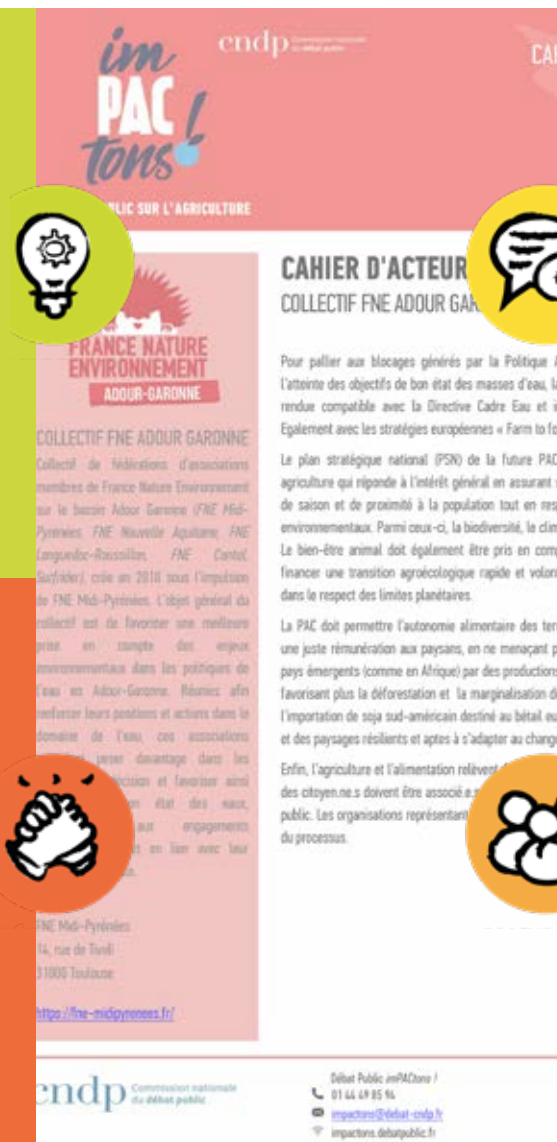 im
PAC
tons!
cndp Commission nationale
du débat public
CAH
BLIC SUR L'AGRICULTURE
FRANCE NATURE
ENVIRONNEMENT
ADOUR-GARONNE
COLLECTIF FNE ADOUR GARONNE
Collectif de fédérations d'associations
membres de France Nature Environnement
sur le bassin Adour Garonne (FNE Midi-
Pyrénées, FNE Nouvelle Aquitaine, FNE
Languedoc-Roussillon, FNE Cantal,
Surfrider), crée en 2018 sous l'impulsion
de FNE Midi-Pyrénées. L'objet général du
collectif est de favoriser une meilleure
prise en compte des enjeux
environnementaux dans les politiques de
l'eau en Adour-Garonne. Réunies afin
renforcer leurs positions et actions dans le
domaine de l'eau, ces associations
peser davantage dans les
décision et favoriser ainsi
on état des eaux,
aux engagements
en lien avec leur
FNE Midi-Pyrénées
14, rue de Tivoli
31000 Toulouse
https://fne-midipyrenees.fr/
CAHIER D'ACTEUR
COLLECTIF FNE ADOUR GAR
Pour pallier aux blocages générés par la Politique A
l'atteinte des objectifs de bon état des masses d'eau, la
rendue compatible avec la Directive Cadre Eau et i
Egalement avec les stratégies européennes « Farm to fo
Le plan stratégique national (PSN) de la future PAC
agriculture qui réponde à l'intérêt général en assurant
de saison et de proximité à la population tout en res
environnementaux. Parmi ceux-ci, la biodiversité, le clim
Le bien-être animal doit également être pris en comp
financer une transition agroécologique rapide et volon
dans le respect des limites planétaires.
La PAC doit permettre l'autonomie alimentaire des terr
une juste rémunération aux paysans, en ne menaçant p
pays émergents (comme en Afrique) par des productions
favorisant plus la déforestation et la marginalisation d
l'importation de soja sud-américain destiné au bétail eu
et des paysages résilients et aptes à s'adapter au change
Enfin, l'agriculture et l'alimentation relèvent
des citoyen.ne.s doivent être associé.e.s
public. Les organisations représentant
du processus.
cndp Commission nationale
du débat public
Débat Public imPACtons !
01 44 49 85 94
impactons@debat-cndp.fr
impactons.debatpublic.fr